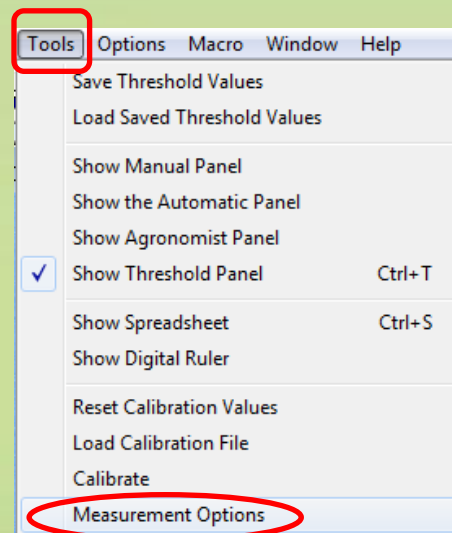 Tools Options Macro Window Help
Save Threshold Values
Load Saved Threshold Values
Show Manual Panel
Show the Automatic Panel
Show Agronomist Panel
✓ Show Threshold Panel Ctrl+T
Show Spreadsheet Ctrl+S
Show Digital Ruler
Reset Calibration Values
Load Calibration File
Calibrate
Measurement Options